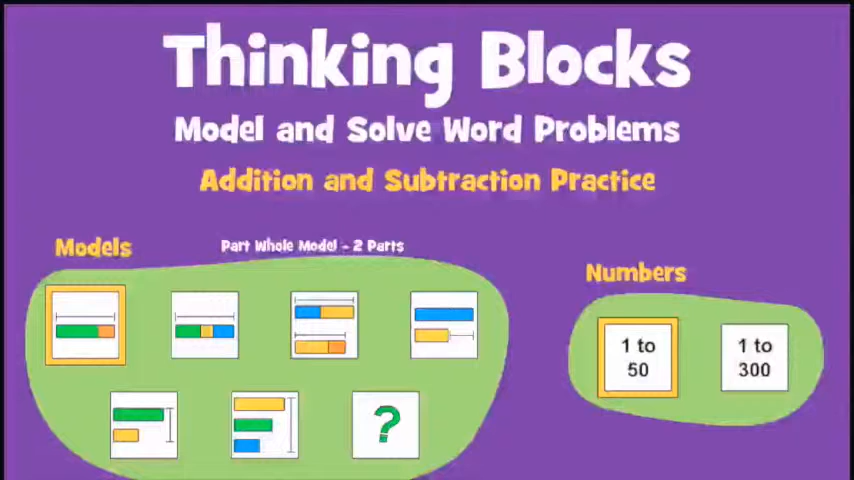 Thinking Blocks
Model and Solve Word Problems
Addition and Subtraction Practice
Models
Part Whole Model - 2 Parts
Numbers
1 to
50
1 to
300
?